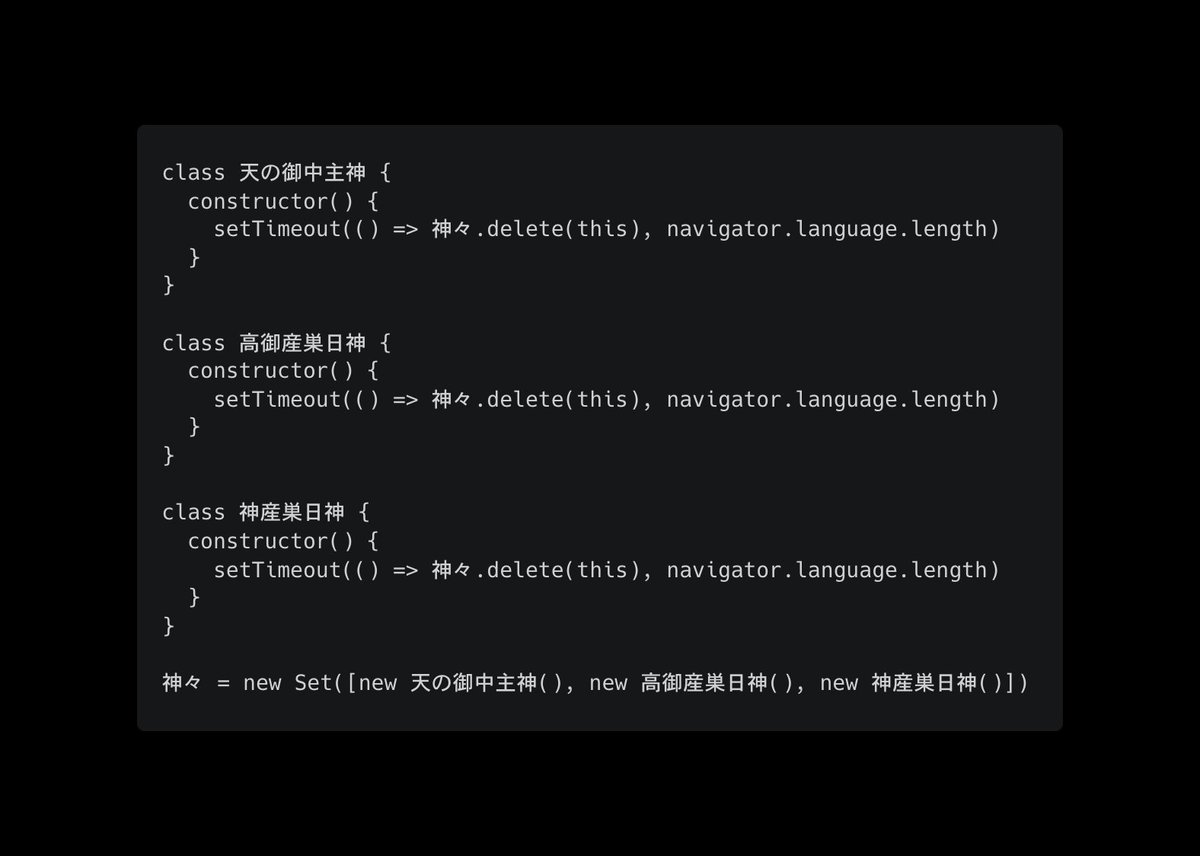 class 天の御中主神 {
  constructor() {
    setTimeout(() => 神々.delete(this), navigator.language.length)
  }
}
class 高御産巣日神 {
  constructor() {
    setTimeout(() => 神々.delete(this), navigator.language.length)
  }
}
class 神産巣日神 {
  constructor() {
    setTimeout(() => 神々.delete(this), navigator.language.length)
  }
}
神々 = new Set([new 天の御中主神(), new 高御産巣日神(), new 神産巣日神()])